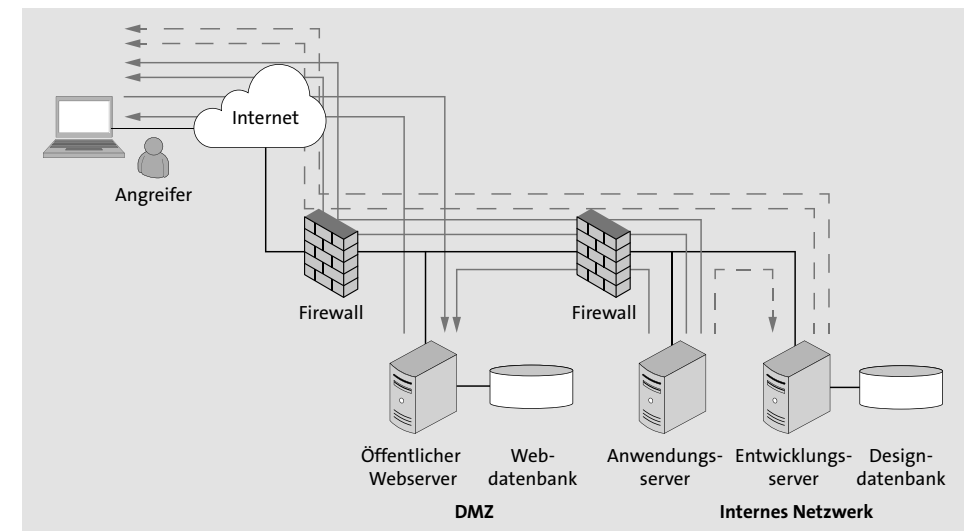 Internet
Angreifer
Firewall
Firewall
Öffentlicher
Webserver
Web-
datenbank
Anwendungs-
server
Entwicklungs-
server
Design-
datenbank
DMZ
Internes Netzwerk